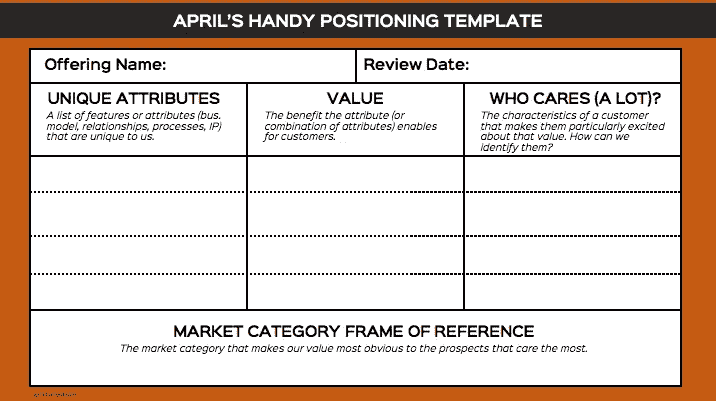 APRIL'S HANDY POSITIONING TEMPLATE
Offering Name:
Review Date:
UNIQUE ATTRIBUTES
A list of features or attributes (bus.
model, relationships, processes, IP)
that are unique to us.
VALUE
The benefit the attribute (or
combination of attributes) enables
for customers.
WHO CARES (A LOT)?
The characteristics of a customer
that makes them particularly excited
about that value. How can we
identify them?
MARKET CATEGORY FRAME OF REFERENCE
The market category that makes our value most obvious to the prospects that care the most.